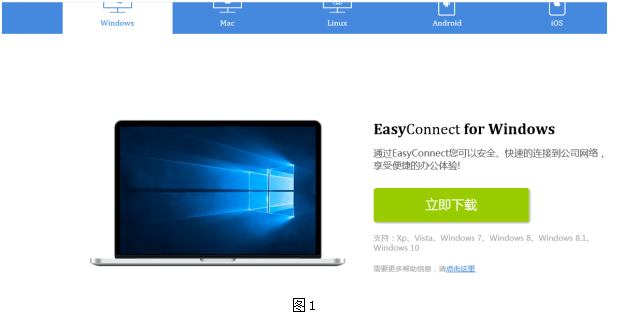 Windows
Mac
Linux
Android
iOS
EasyConnect for Windows
通过EasyConnect您可以安全、快速的连接到公司网络，
享受便捷的办公体验!
立即下载
支持：Xp、Vista、Windows 7、Windows 8、Windows 8.1、
Windows 10
需要更多帮助信息，请点击这里
图1